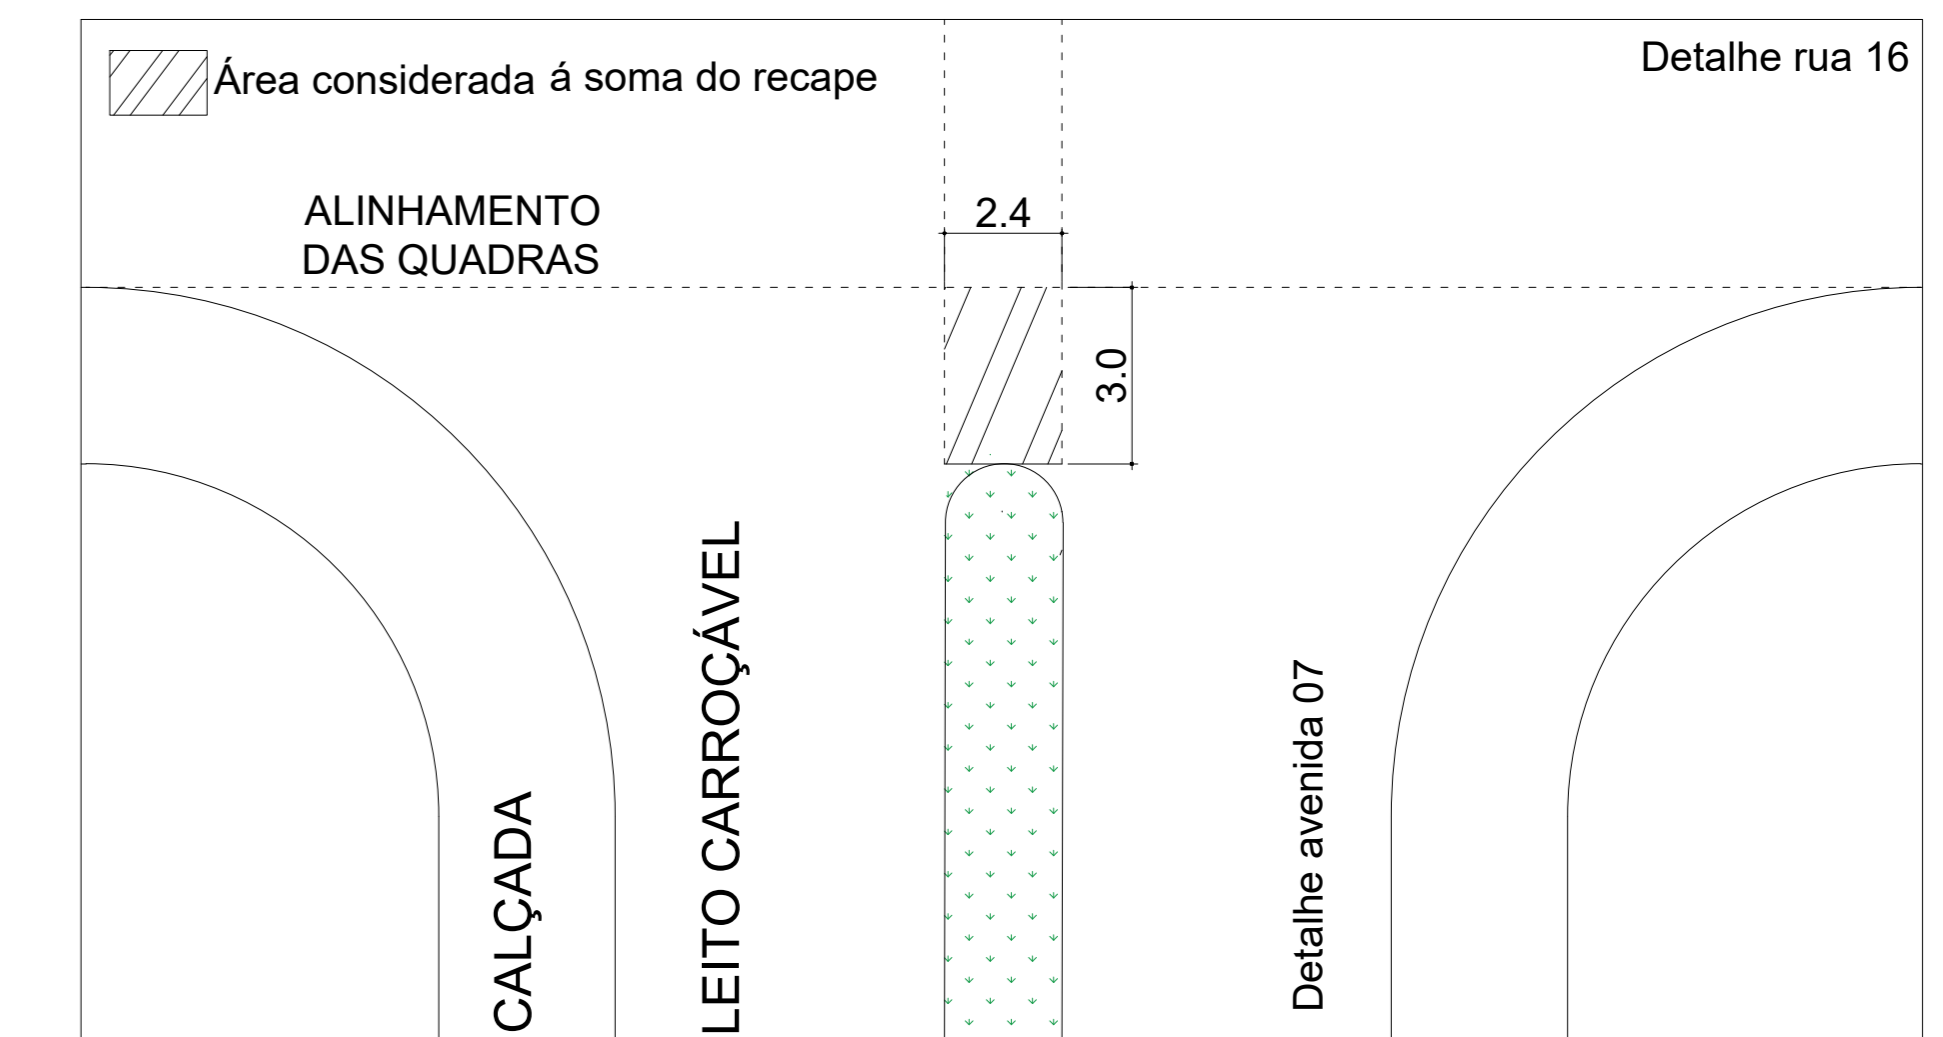 Área considerada á soma do recape
Detalhe rua 16
ALINHAMENTO
DAS QUADRAS
2.4
3.0
CALÇADA
LEITO CARROÇÁVEL
Detalhe avenida 07